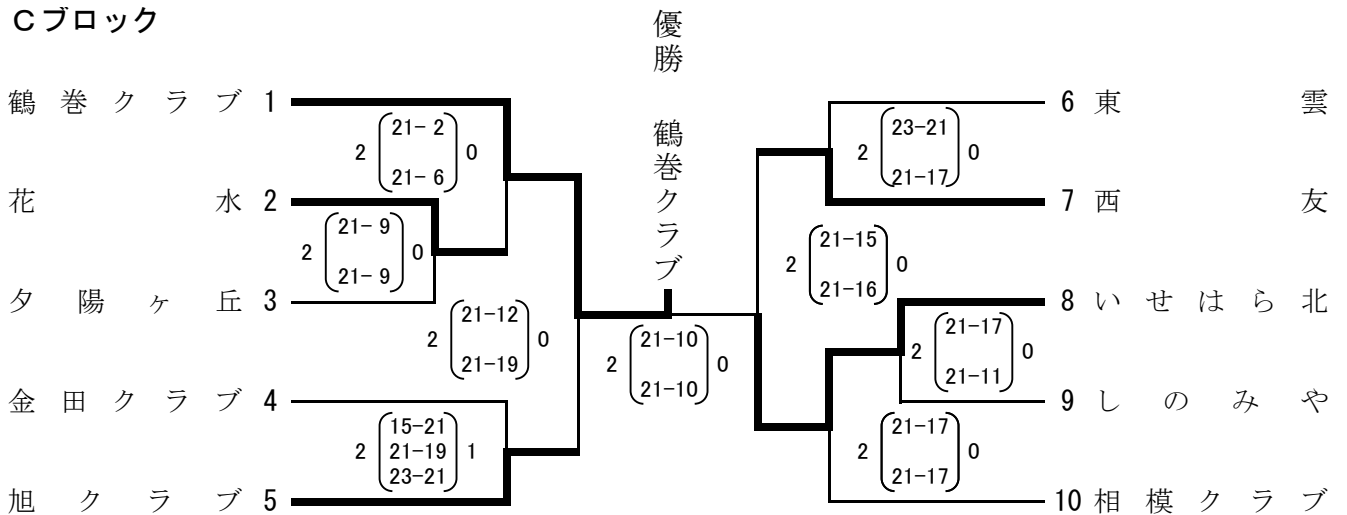 Cブロック
優勝 鶴巻クラブ
鶴巻クラブ 1
2 21- 2 0
21- 6
花水 2
2 21- 9 0
21- 9
夕陽ヶ丘 3
2 21-12 0
21-19
金田クラブ 4
2 15-21 1
21-19
23-21
旭クラブ 5
2 21-10 0
21-10
6 東雲
2 23-21 0
21-17
7 西友
2 21-15 0
21-16
8 いせはら北
2 21-17 0
21-11
9 しのみや
2 21-17 0
21-17
10 相模クラブ